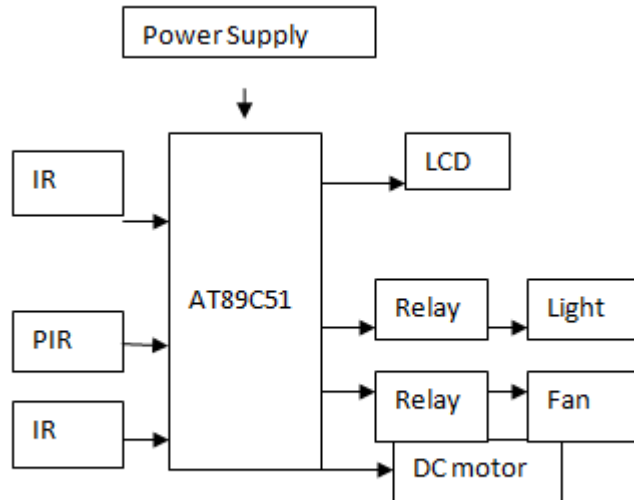 Power Supply
IR
LCD
AT89C51
PIR
Relay
Light
IR
Relay
Fan
DC motor